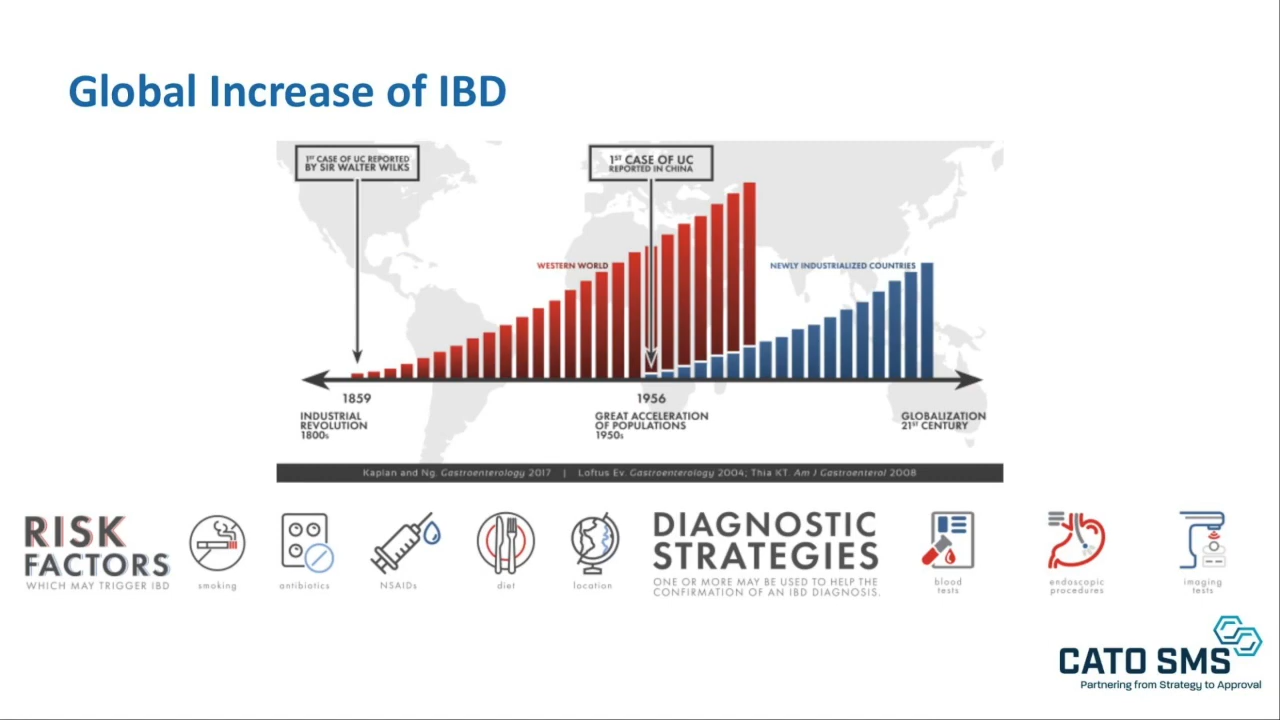 Global Increase of IBD
1ST CASE OF UC REPORTED
BY SIR WALTER WILKS
1ST CASE OF UC
REPORTED IN CHINA
WESTERN WORLD
NEWLY INDUSTRIALIZED COUNTRIES
1859
INDUSTRIAL
REVOLUTION
1800s
1956
GREAT ACCELERATION
OF POPULATIONS
1950s
GLOBALIZATION
21ST CENTURY
Kaplan and Ng. Gastroenterology 2017 | Loftus Ev. Gastroenterology 2004; Thia KT. Am J Gastroenterol 2008
RISK
FACTORS
WHICH MAY TRIGGER IBD
smoking
antibiotics
NSAIDs
diet
location
DIAGNOSTIC
STRATEGIES
ONE OR MORE MAY BE USED TO HELP THE
CONFIRMATION OF AN IBD DIAGNOSIS.
blood
tests
endoscopic
procedures
imaging
tests
CATO SMS
Partnering from Strategy to Approval